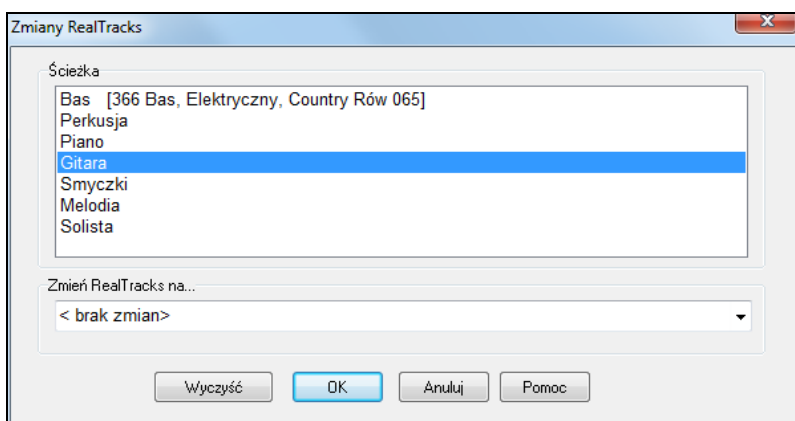 Zmiany RealTracks
Ścieżka
Bas [366 Bas, Elektryczny, Country Rów 065]
Perkusja
Piano
Gitara
Smyczki
Melodia
Solista
Zmień RealTracks na...
< brak zmian>
Wyczyść OK Anuluj Pomoc